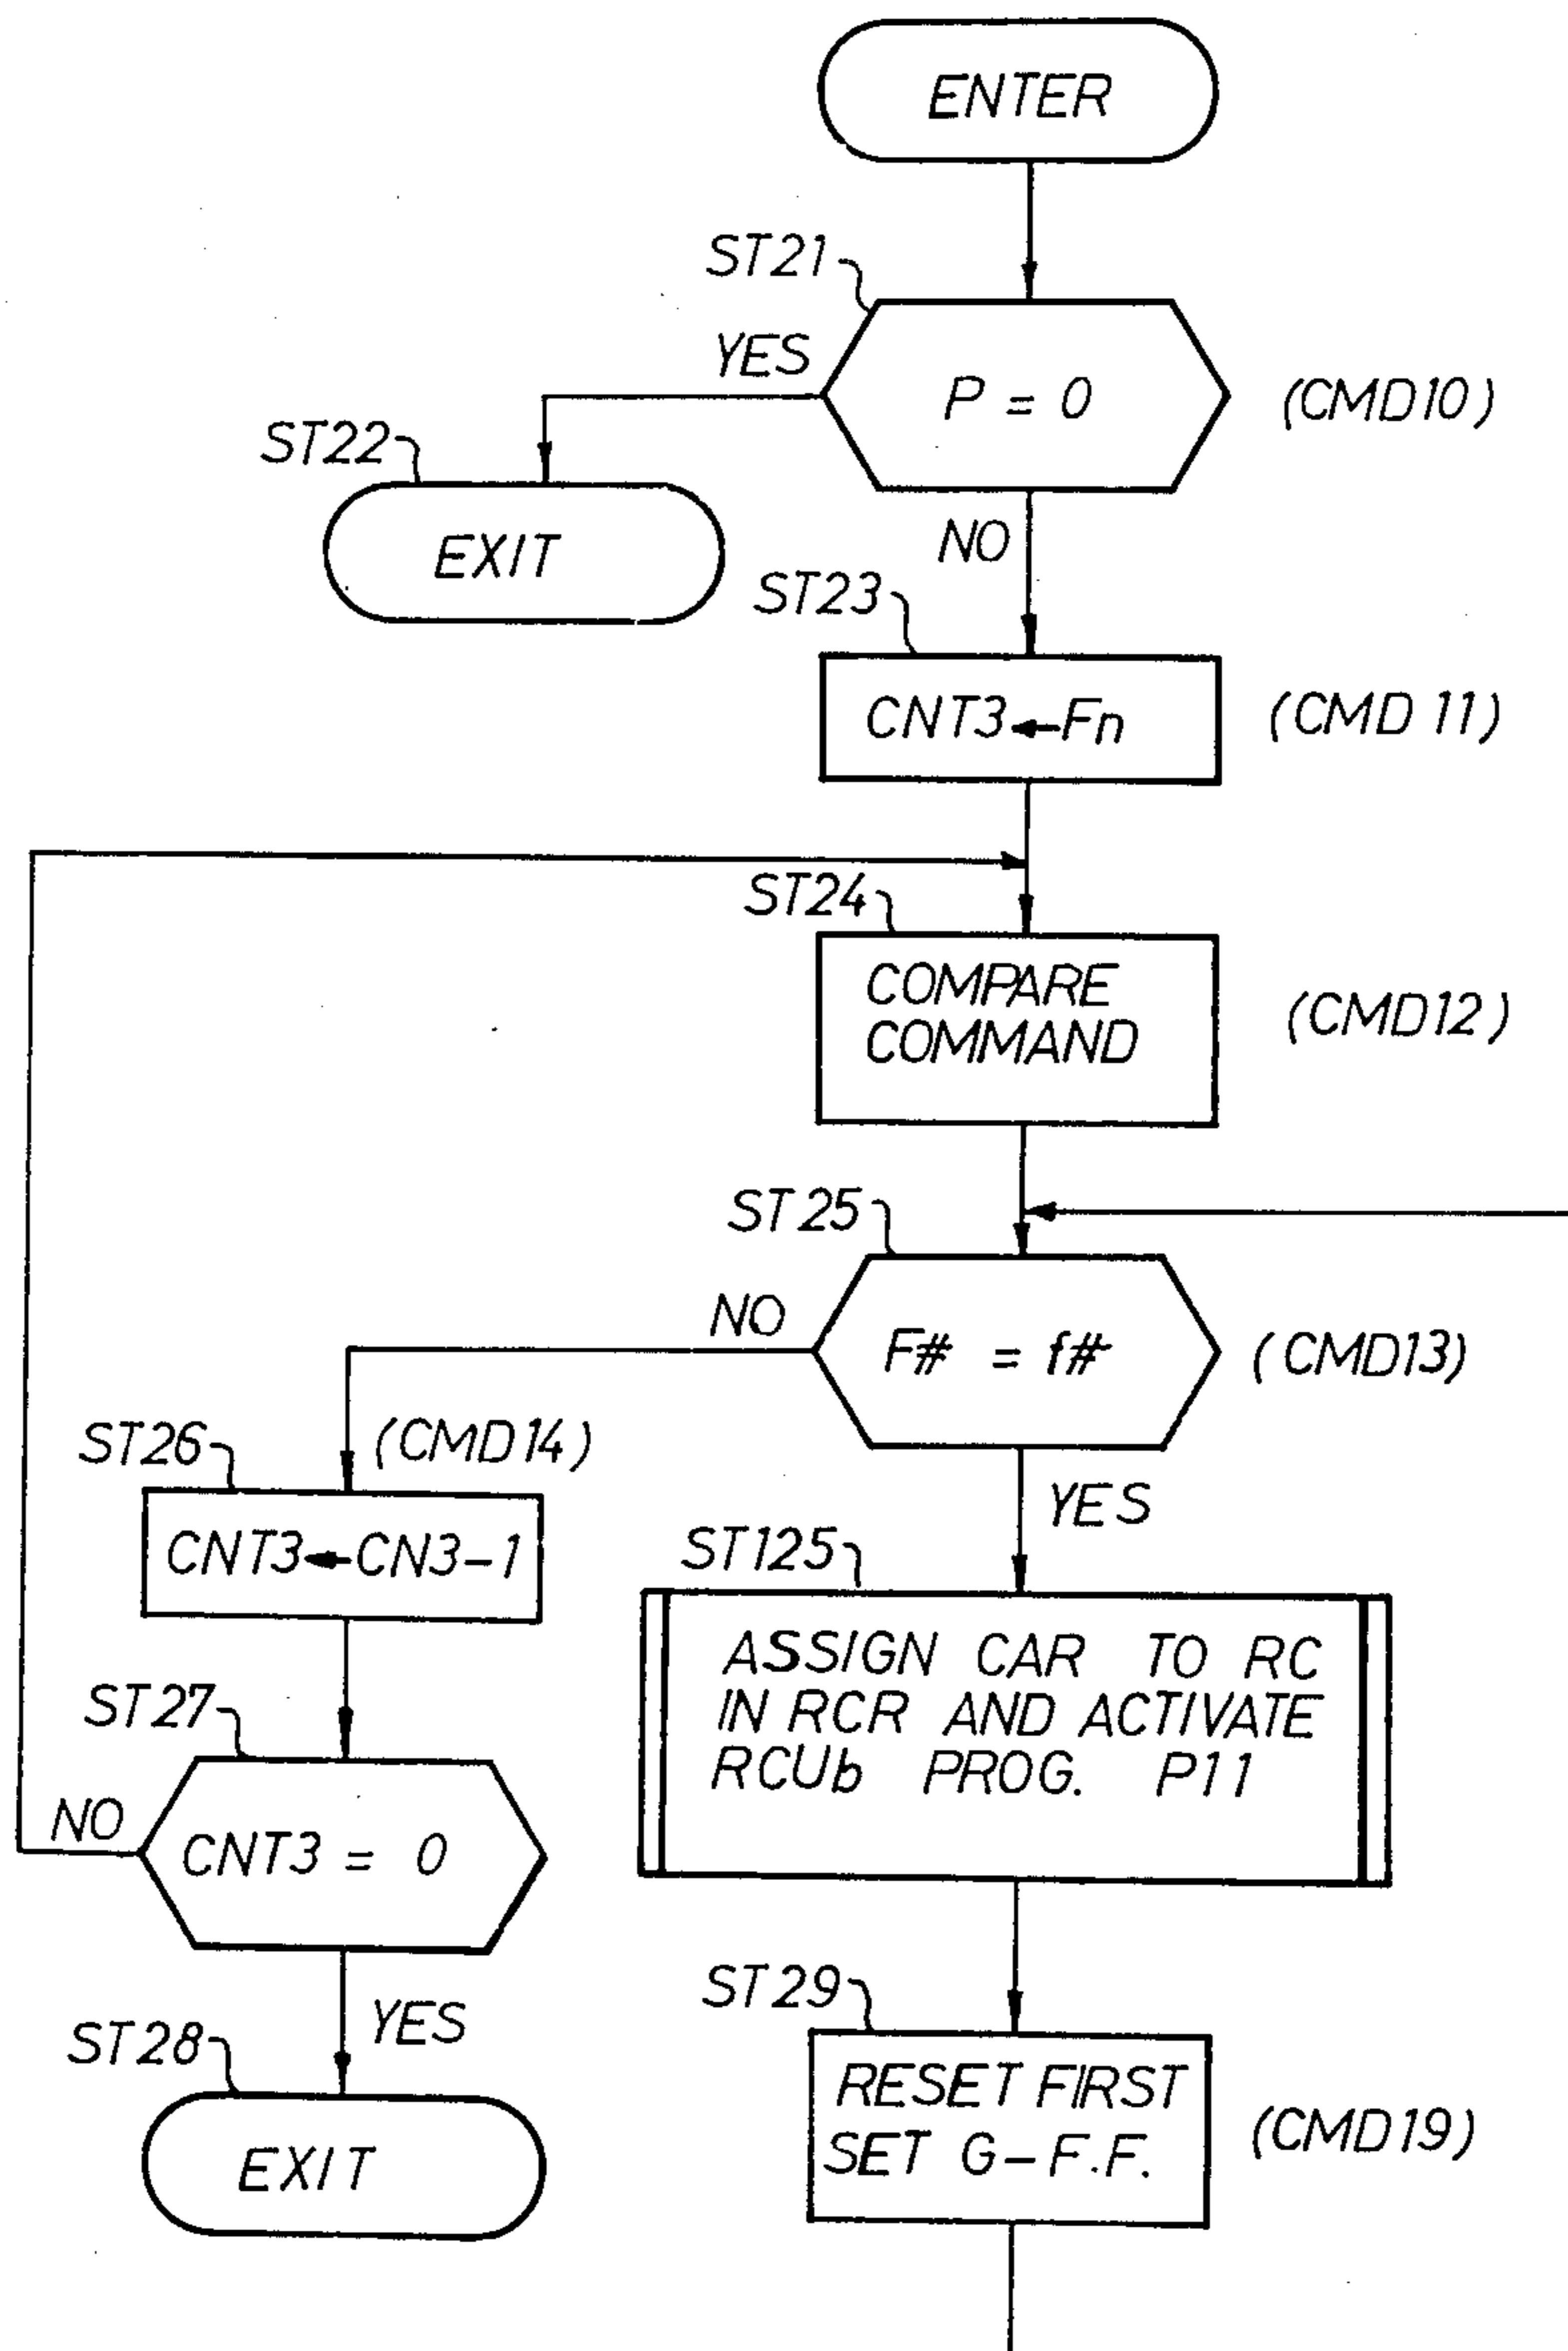 ENTER
ST21
YES
P = 0
(CMD10)
ST22
EXIT
NO
ST23
CNT3←Fn
(CMD 11)
ST24
COMPARE
COMMAND
(CMD12)
ST25
NO
F# = f#
(CMD13)
ST26
(CMD14)
YES
CNT3←CN3-1
ST125
ASSIGN CAR TO RC
IN RCR AND ACTIVATE
RCUb PROG. P11
ST27
NO
CNT3 = 0
ST29
YES
ST28
RESET FIRST
SET G-F.F.
(CMD19)
EXIT